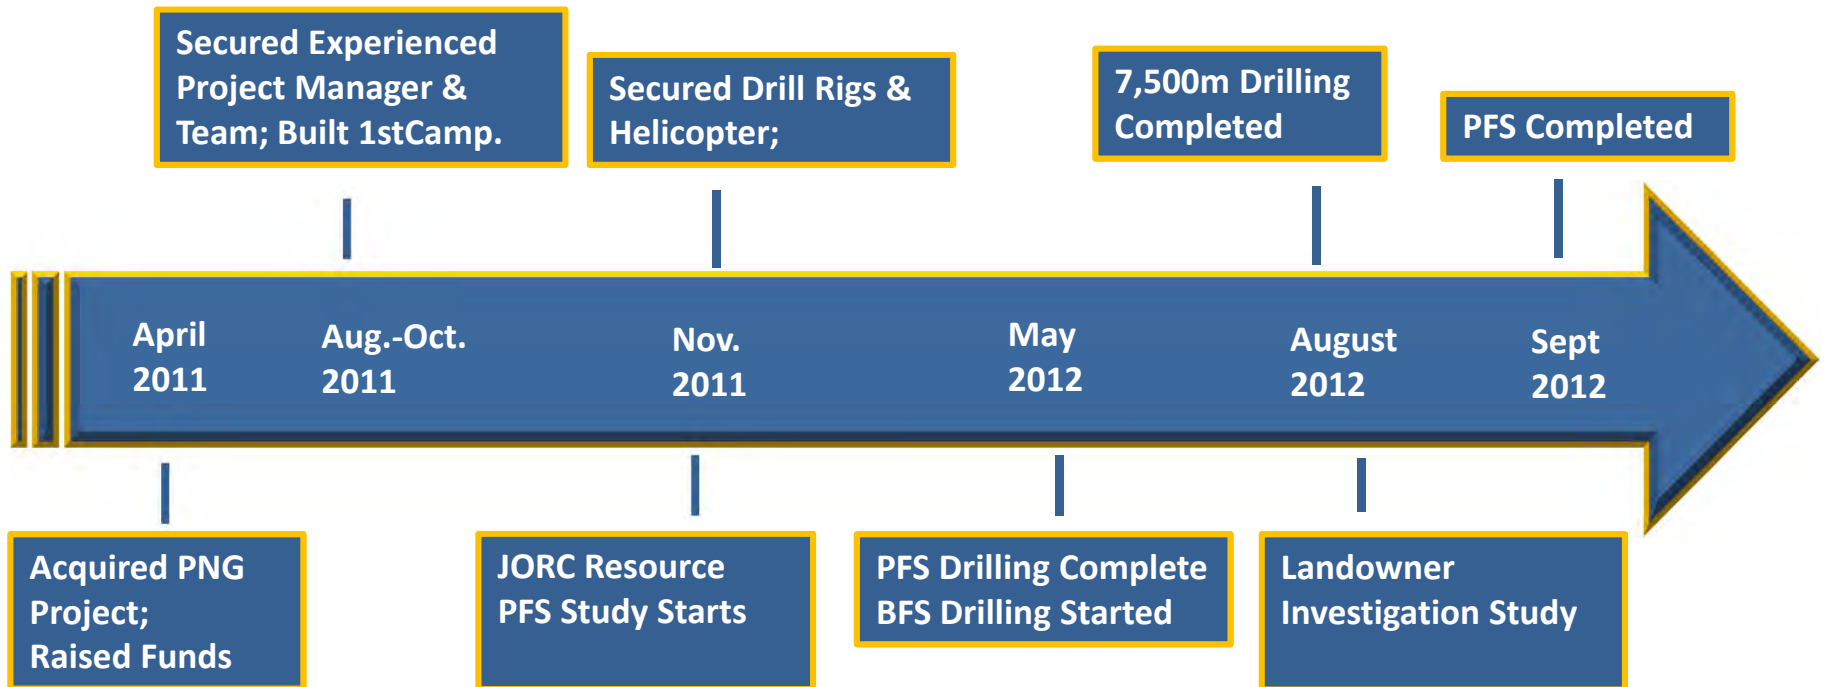 Secured Experienced
Project Manager &
Team; Built 1stCamp.
Secured Drill Rigs &
Helicopter;
7,500m Drilling
Completed
PFS Completed
April
2011
Aug.-Oct.
2011
Nov.
2011
May
2012
August
2012
Sept
2012
Acquired PNG
Project;
Raised Funds
JORC Resource
PFS Study Starts
PFS Drilling Complete
BFS Drilling Started
Landowner
Investigation Study